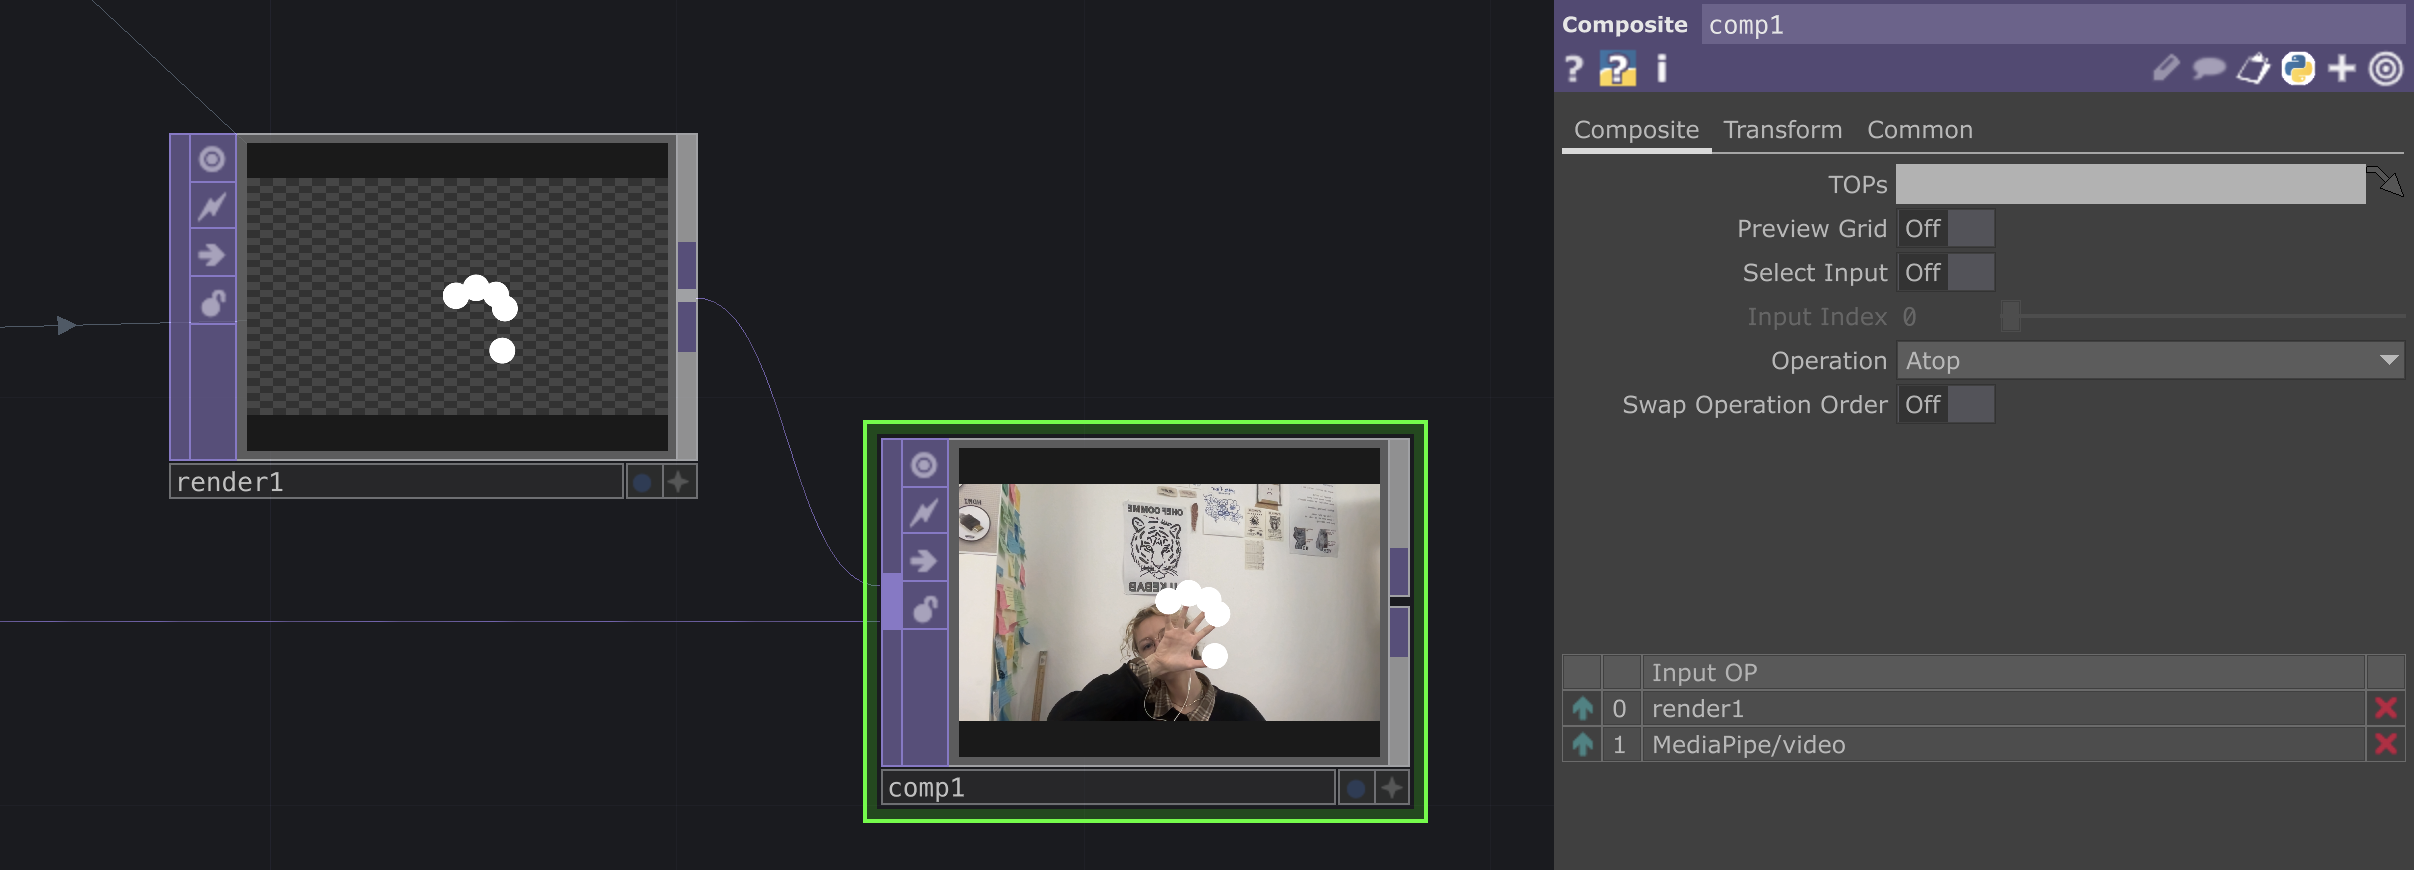 Composite comp1
Composite Transform Common
TOPs
Preview Grid Off
Select Input Off
Input Index 0
Operation Atop
Swap Operation Order Off
Input OP
0 render1
1 MediaPipe/video
render1
comp1